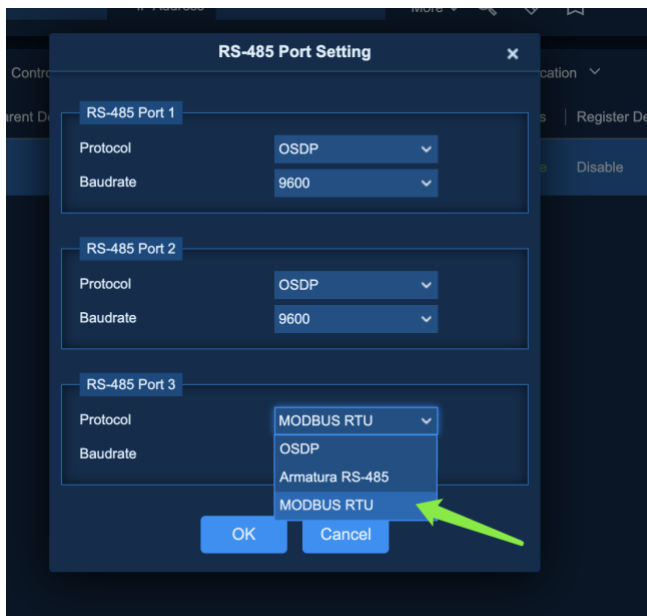 IP Address
More
RS-485 Port Setting
×
Contro
cation
arent De
s
Register De
RS-485 Port 1
Protocol
OSDP
Disable
Baudrate
9600
RS-485 Port 2
Protocol
OSDP
Baudrate
9600
RS-485 Port 3
Protocol
MODBUS RTU
Baudrate
OSDP
Armatura RS-485
MODBUS RTU
OK
Cancel